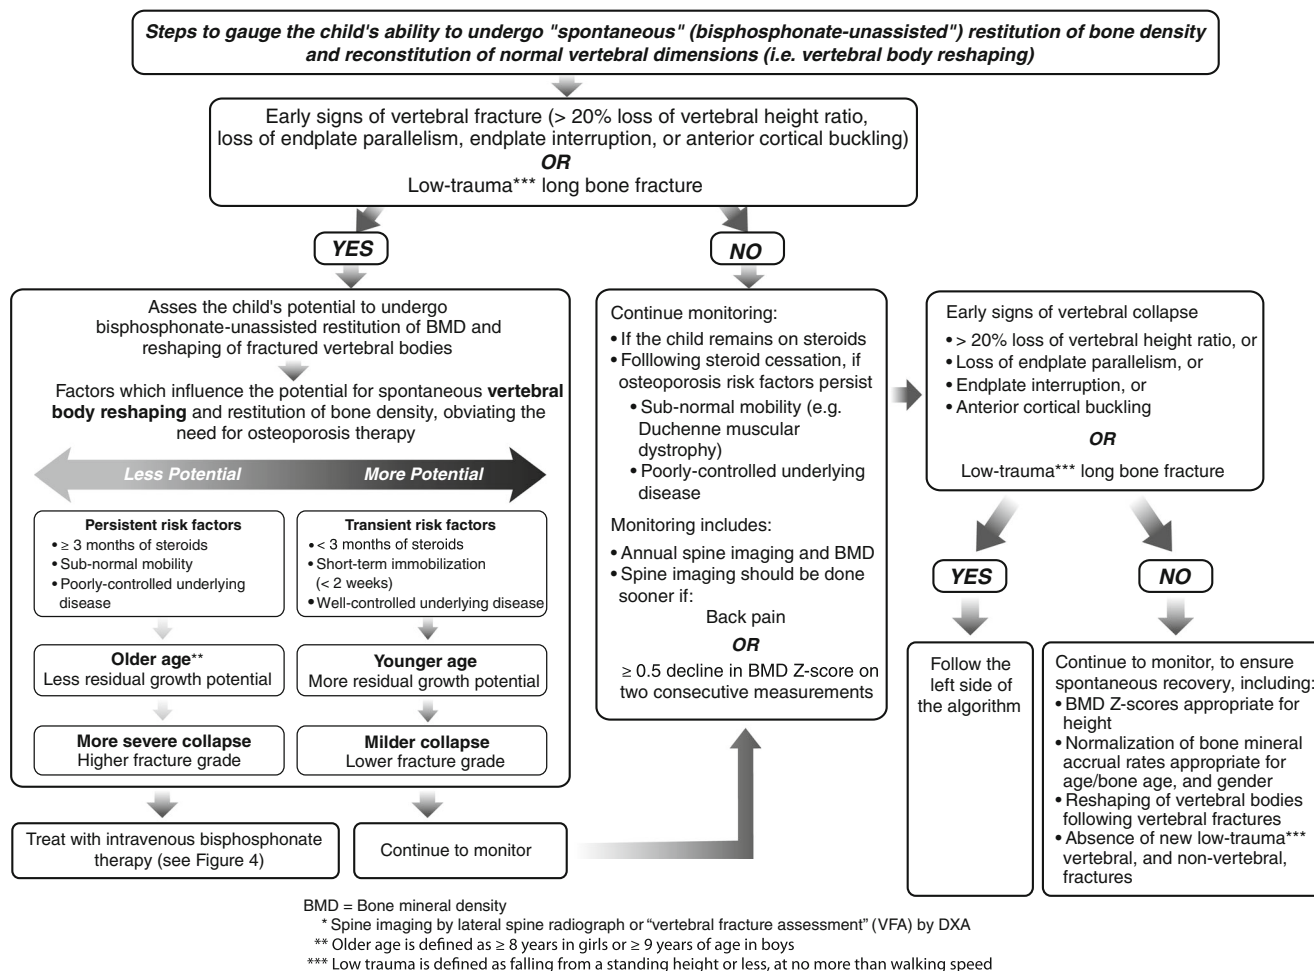 Steps to gauge the child's ability to undergo "spontaneous" (bisphosphonate-unassisted") restitution of bone density
and reconstitution of normal vertebral dimensions (i.e. vertebral body reshaping)
Early signs of vertebral fracture (> 20% loss of vertebral height ratio,
loss of endplate parallelism, endplate interruption, or anterior cortical buckling)
OR
Low-trauma*** long bone fracture
YES
NO
Asses the child's potential to undergo
bisphosphonate-unassisted restitution of BMD and
reshaping of fractured vertebral bodies
Factors which influence the potential for spontaneous vertebral
body reshaping and restitution of bone density, obviating the
need for osteoporosis therapy
Less Potential
More Potential
Persistent risk factors
• ≥ 3 months of steroids
• Sub-normal mobility
• Poorly-controlled underlying
disease
Transient risk factors
• < 3 months of steroids
• Short-term immobilization
(< 2 weeks)
• Well-controlled underlying disease
Older age**
Less residual growth potential
Younger age
More residual growth potential
More severe collapse
Higher fracture grade
Milder collapse
Lower fracture grade
Treat with intravenous bisphosphonate
therapy (see Figure 4)
Continue to monitor
Continue monitoring:
• If the child remains on steroids
• Folllowing steroid cessation, if
osteoporosis risk factors persist
• Sub-normal mobility (e.g.
Duchenne muscular
dystrophy)
• Poorly-controlled underlying
disease
Monitoring includes:
• Annual spine imaging and BMD
• Spine imaging should be done
sooner if:
Back pain
OR
≥ 0.5 decline in BMD Z-score on
two consecutive measurements
Early signs of vertebral collapse
• > 20% loss of vertebral height ratio, or
• Loss of endplate parallelism, or
• Endplate interruption, or
• Anterior cortical buckling
OR
Low-trauma*** long bone fracture
YES
NO
Follow the
left side of
the algorithm
Continue to monitor, to ensure
spontaneous recovery, including:
• BMD Z-scores appropriate for
height
• Normalization of bone mineral
accrual rates appropriate for
age/bone age, and gender
• Reshaping of vertebral bodies
following vertebral fractures
• Absence of new low-trauma***
vertebral, and non-vertebral,
fractures
BMD = Bone mineral density
* Spine imaging by lateral spine radiograph or “vertebral fracture assessment” (VFA) by DXA
** Older age is defined as ≥ 8 years in girls or ≥ 9 years of age in boys
*** Low trauma is defined as falling from a standing height or less, at no more than walking speed